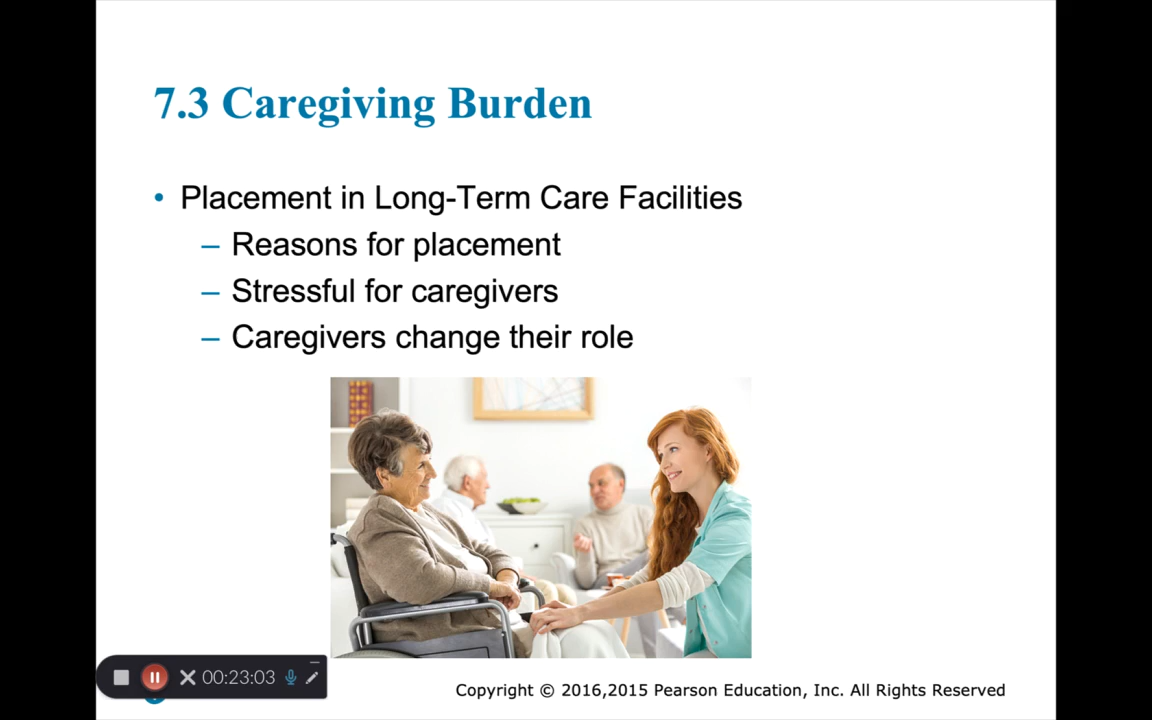 7.3 Caregiving Burden
• Placement in Long-Term Care Facilities
– Reasons for placement
– Stressful for caregivers
– Caregivers change their role
00:23:03
Copyright © 2016,2015 Pearson Education, Inc. All Rights Reserved